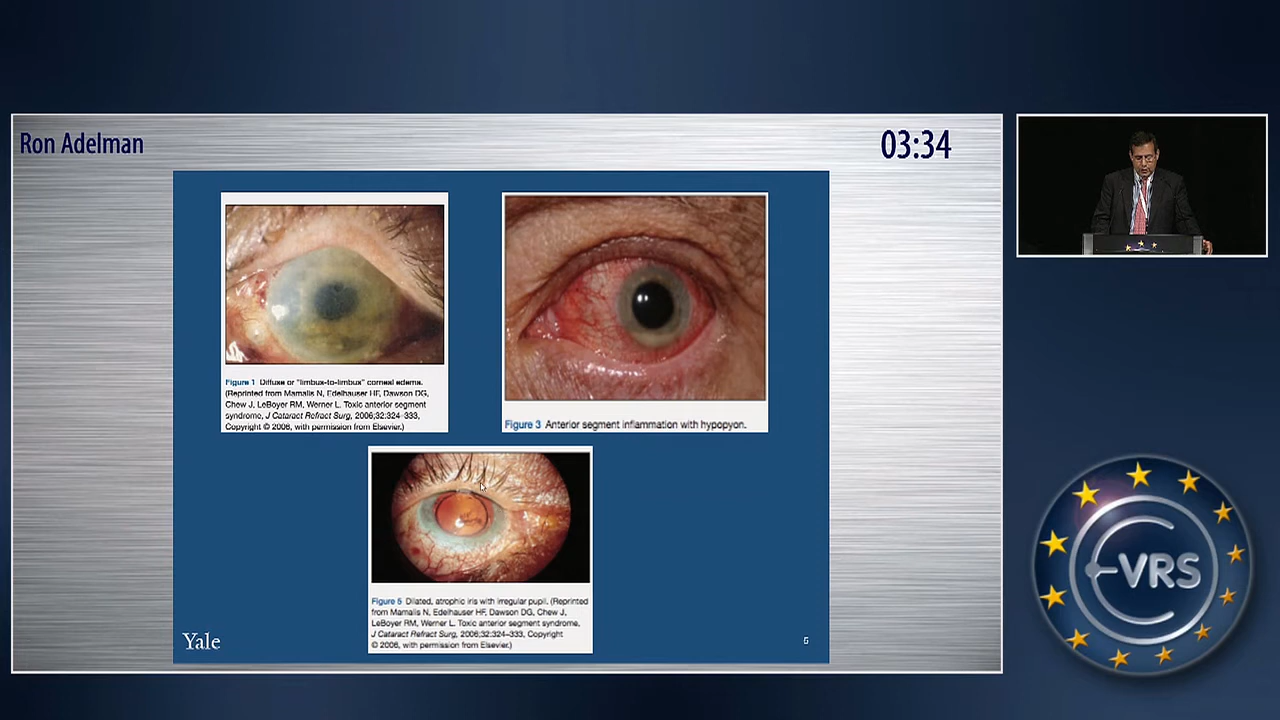 Ron Adelman
03:34
Figure 1 Diffuse or "limbus-to-limbus" corneal edema.
(Reprinted from Mamalis N, Edelhauser HF, Dawson DG,
Chew J, LeBoyer RM, Werner L. Toxic anterior segment
syndrome, J Cataract Refract Surg, 2006;32:324–333,
Copyright © 2006, with permission from Elsevier.)
Figure 3 Anterior segment inflammation with hypopyon.
Figure 5 Dilated, atrophic iris with irregular pupil. (Reprinted
from Mamalis N, Edelhauser HF, Dawson DG, Chew J,
LeBoyer RM, Werner L. Toxic anterior segment syndrome,
J Cataract Refract Surg, 2006;32:324–333, Copyright
© 2006, with permission from Elsevier.)
Yale
5
E-VRS